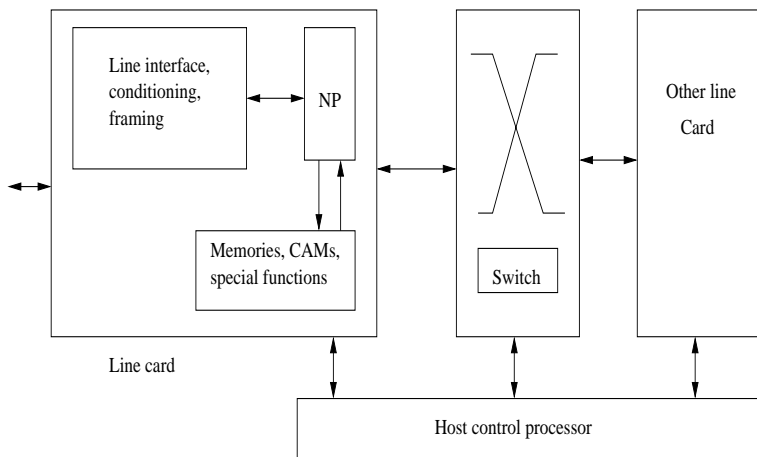 Line interface,
conditioning,
framing
NP
Memories, CAMs,
special functions
Line card
Switch
Other line
Card
Host control processor